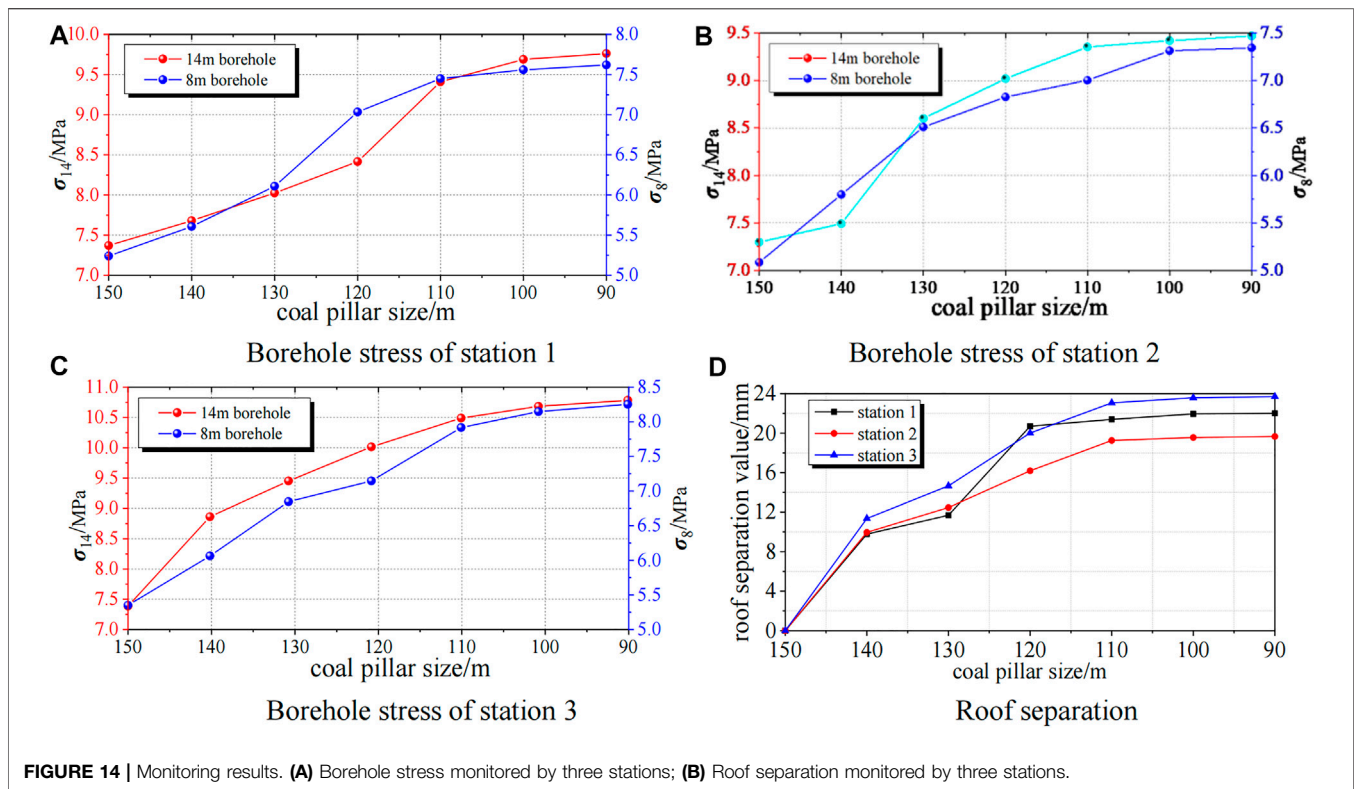 A
10.0
9.5
9.0
8.5
8.0
7.5
7.0
σ14/MPa
14m borehole
8m borehole
8.0
7.5
7.0
6.5
6.0
5.5
5.0
σ8/MPa
150 140 130 120 110 100 90
coal pillar size/m
Borehole stress of station 1
B
9.5
9.0
8.5
8.0
7.5
7.0
σ14/MPa
14m borehole
8m borehole
7.5
7.0
6.5
6.0
5.5
5.0
σ8/MPa
150 140 130 120 110 100 90
coal pillar size/m
Borehole stress of station 2
C
11.0
10.5
10.0
9.5
9.0
8.5
8.0
7.5
7.0
σ14/MPa
14m borehole
8m borehole
8.5
8.0
7.5
7.0
6.5
6.0
5.5
5.0
σ8/MPa
150 140 130 120 110 100 90
coal pillar size/m
Borehole stress of station 3
D
24
20
16
12
8
4
0
roof separation value/mm
station 1
station 2
station 3
150 140 130 120 110 100 90
coal pillar size/m
Roof separation
FIGURE 14 | Monitoring results. (A) Borehole stress monitored by three stations; (B) Roof separation monitored by three stations.